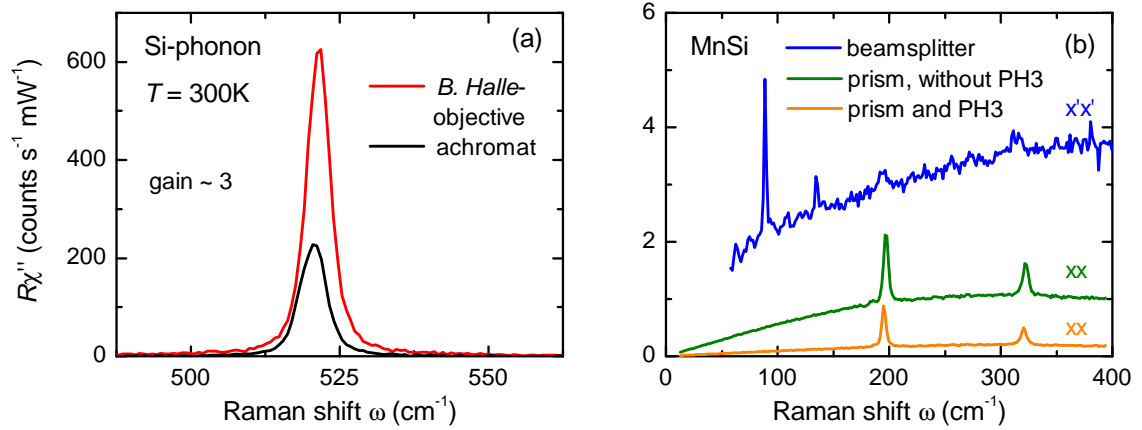 Si-phonon
(a)
T = 300K
B. Halle-
objective
achromat
gain ~ 3
600
400
200
0
500
525
550
Rχ'' (counts s⁻¹ mW⁻¹)
Raman shift ω (cm⁻¹)
MnSi
(b)
beamsplitter
prism, without PH3
prism and PH3
x'x'
xx
xx
6
4
2
0
0
100
200
300
400
Raman shift ω (cm⁻¹)